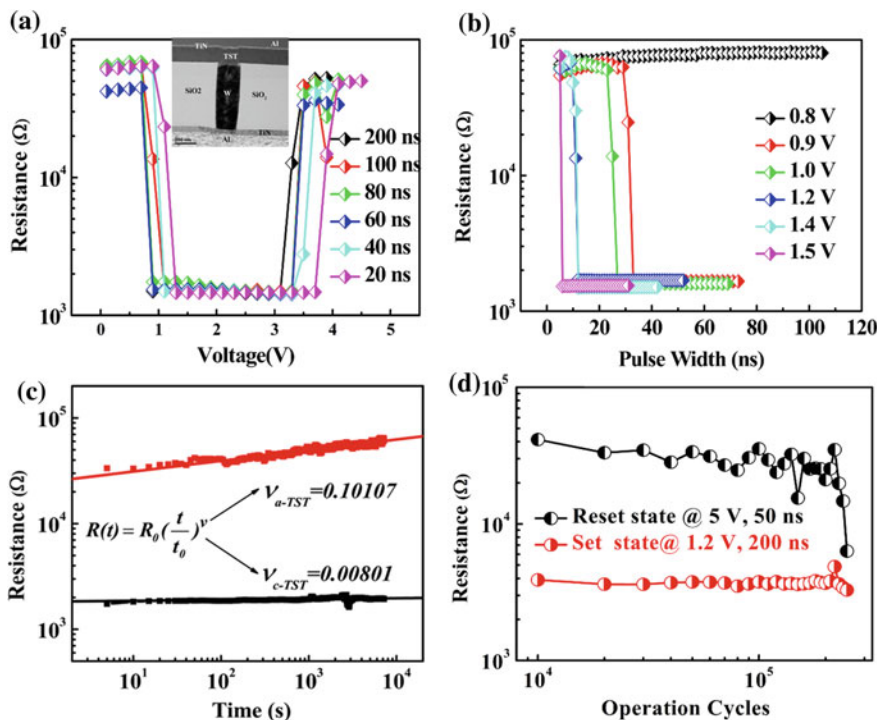 (a)
Resistance (Ω)
10^5
10^4
10^3
0 1 2 3 4 5
Voltage(V)
TiN
Al
TST
SiO2
W
SiO2
TiN
AL
200 ns
100 ns
80 ns
60 ns
40 ns
20 ns
(b)
Resistance (Ω)
10^5
10^4
10^3
0 20 40 60 80 100 120
Pulse Width (ns)
0.8 V
0.9 V
1.0 V
1.2 V
1.4 V
1.5 V
(c)
Resistance (Ω)
10^5
10^4
10^3
10^1 10^2 10^3 10^4
Time (s)
R(t) = R_0(t/t_0)^ν
ν_a-TST=0.10107
ν_c-TST=0.00801
(d)
Resistance (Ω)
10^5
10^4
10^3
10^4 10^5
Operation Cycles
Reset state @ 5 V, 50 ns
Set state@ 1.2 V, 200 ns